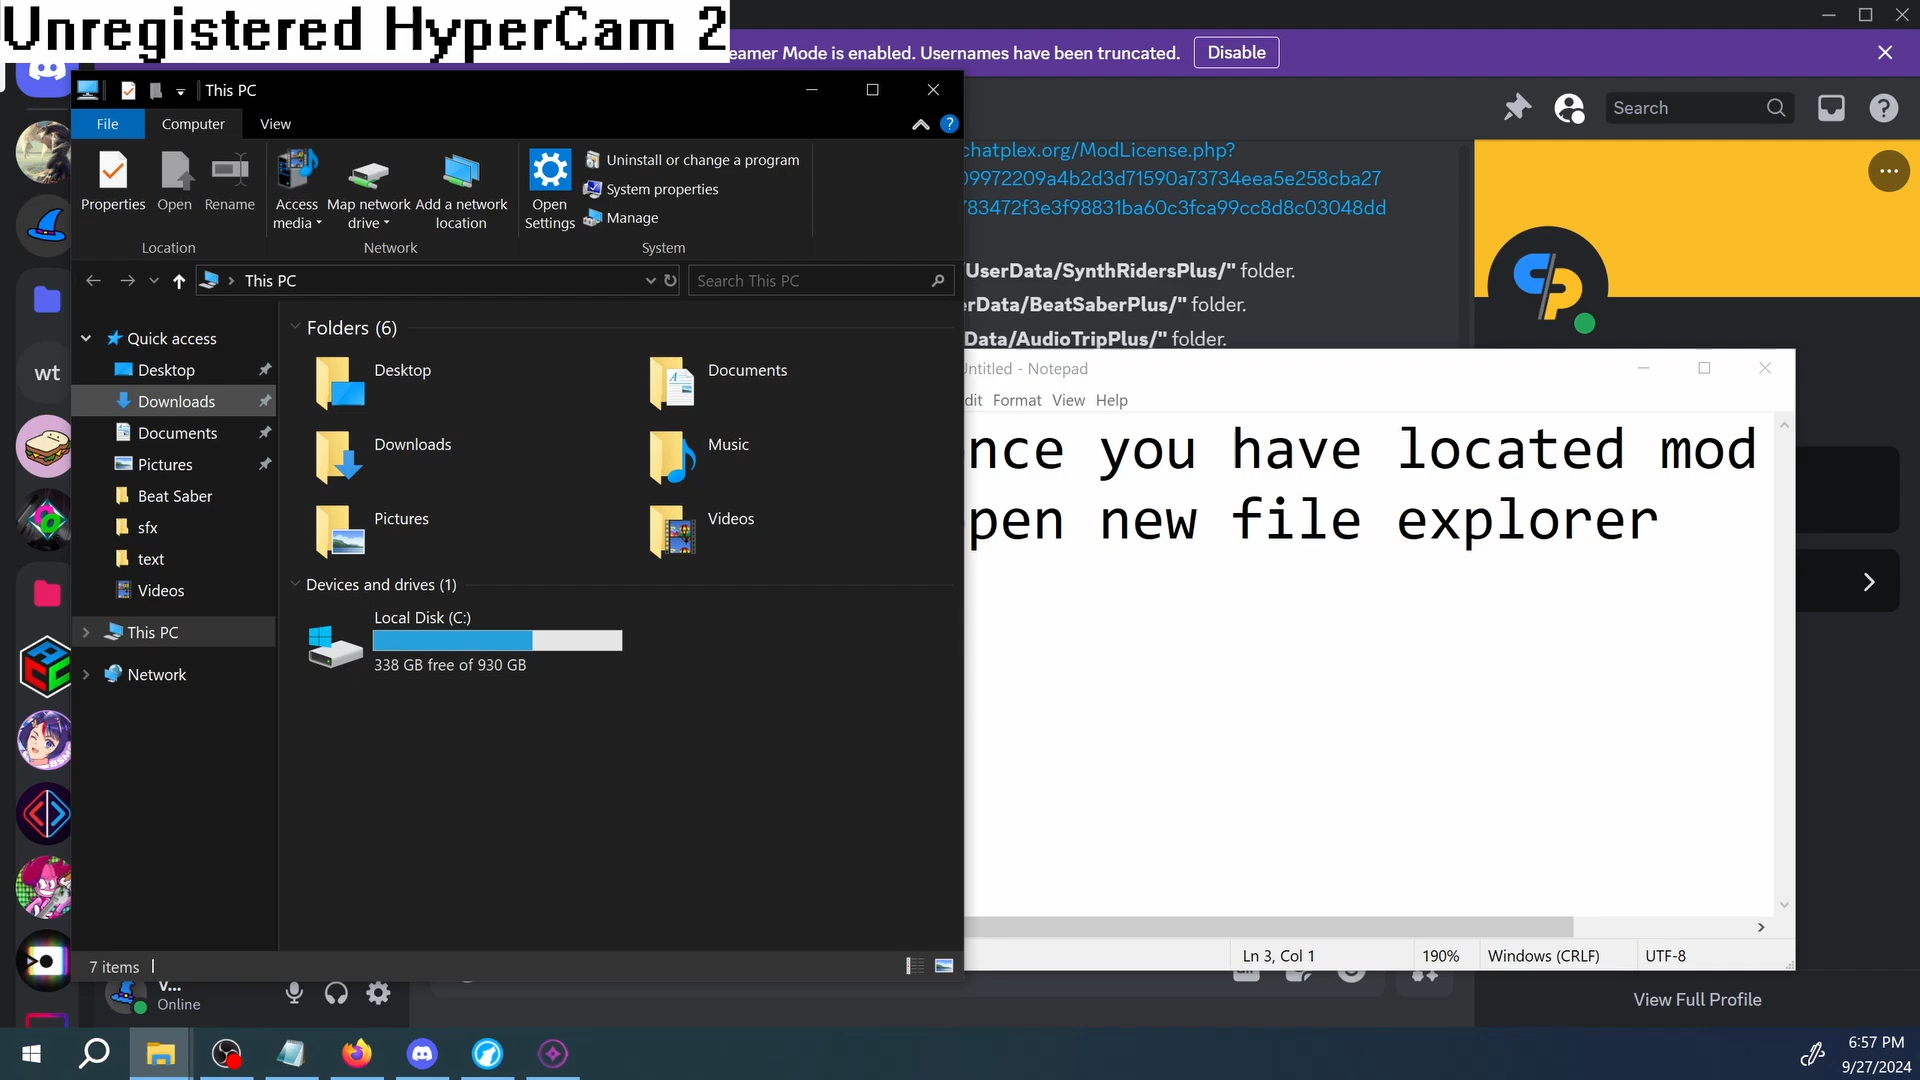 Unregistered HyperCam 2
eamer Mode is enabled. Usernames have been truncated.
Disable
This PC
File
Computer
View
Properties
Open
Rename
Access media
Map network drive
Add a network location
Open Settings
Uninstall or change a program
System properties
Manage
Location
Network
System
This PC
Search This PC
Search
chatplex.org/ModLicense.php?
09972209a4b2d3d71590a73734eea5e258cba27
783472f3e3f98831ba60c3fca99cc8d8c03048dd
UserData/SynthRidersPlus/" folder.
rData/BeatSaberPlus/" folder.
Data/AudioTripPlus/" folder.
Quick access
Desktop
Downloads
Documents
Pictures
Beat Saber
sfx
text
Videos
This PC
Network
wt
Folders (6)
Desktop
Documents
Downloads
Music
Pictures
Videos
Devices and drives (1)
Local Disk (C:)
338 GB free of 930 GB
7 items
Untitled - Notepad
dit Format View Help
nce you have located mod
pen new file explorer
Ln 3, Col 1
190%
Windows (CRLF)
UTF-8
V...
Online
View Full Profile
6:57 PM
9/27/2024